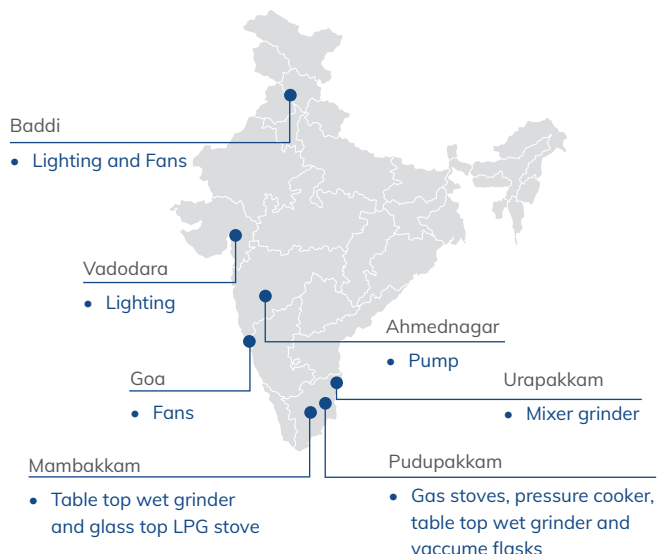 Baddi
• Lighting and Fans
Vadodara
• Lighting
Ahmednagar
• Pump
Goa
• Fans
Urapakkam
• Mixer grinder
Mambakkam
• Table top wet grinder
and glass top LPG stove
Pudupakkam
• Gas stoves, pressure cooker,
table top wet grinder and
vaccume flasks